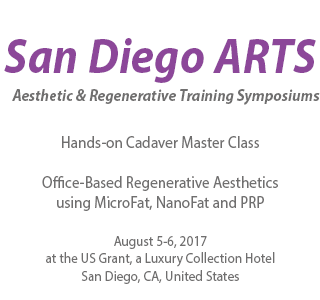 San Diego ARTS
Aesthetic & Regenerative Training Symposiums
Hands-on Cadaver Master Class
Office-Based Regenerative Aesthetics
using MicroFat, NanoFat and PRP
August 5-6, 2017
at the US Grant, a Luxury Collection Hotel
San Diego, CA, United States